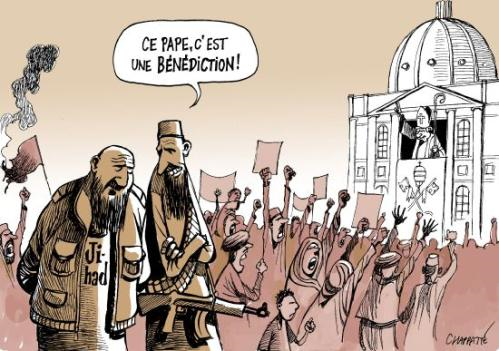 CE PAPE, C'EST
UNE BÉNÉDICTION!
Ji-
had
CHAPPATTE